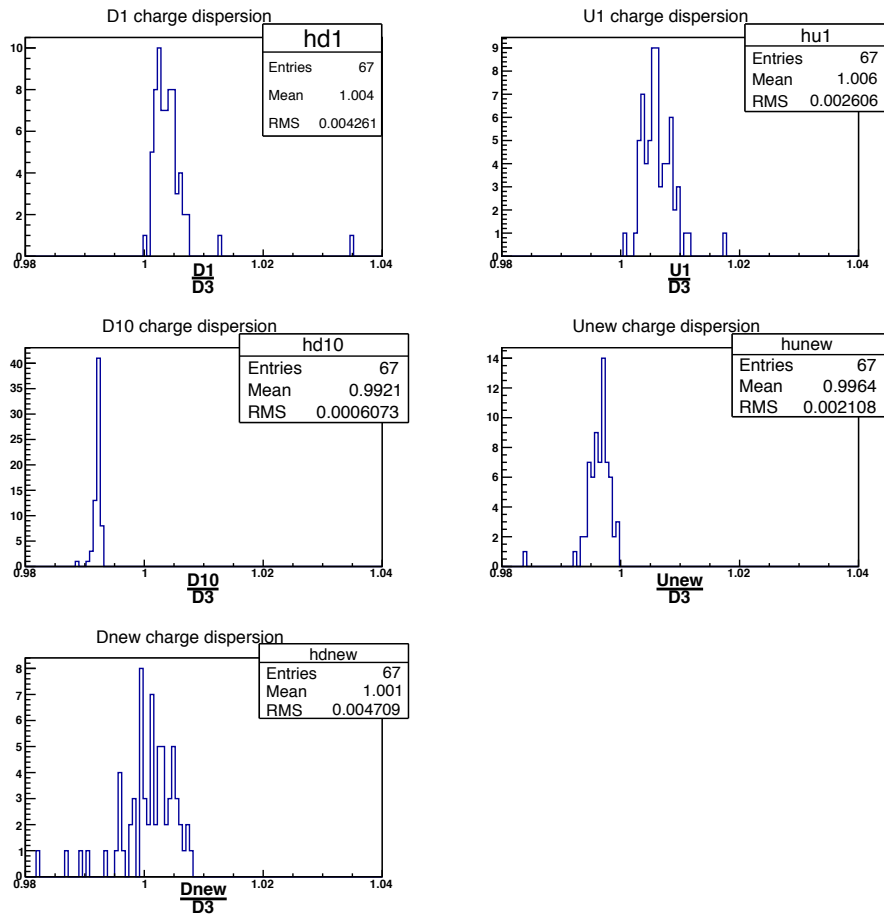 D1 charge dispersion
hd1
Entries 67
Mean 1.004
RMS 0.004261
10
8
6
4
2
0
0.98 1 1.02 1.04
D1
D3
U1 charge dispersion
hu1
Entries 67
Mean 1.006
RMS 0.002606
9
8
7
6
5
4
3
2
1
0
0.98 1 1.02 1.04
U1
D3
D10 charge dispersion
hd10
Entries 67
Mean 0.9921
RMS 0.0006073
40
35
30
25
20
15
10
5
0
0.98 1 1.02 1.04
D10
D3
Unew charge dispersion
hunew
Entries 67
Mean 0.9964
RMS 0.002108
14
12
10
8
6
4
2
0
0.98 1 1.02 1.04
Unew
D3
Dnew charge dispersion
hdnew
Entries 67
Mean 1.001
RMS 0.004709
8
7
6
5
4
3
2
1
0
0.98 1 1.02 1.04
Dnew
D3